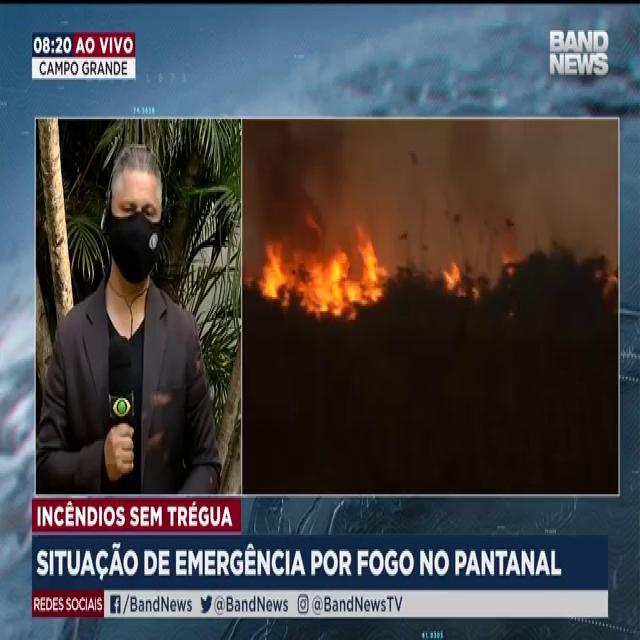 08:20 AO VIVO
CAMPO GRANDE
BAND
NEWS
INCÊNDIOS SEM TRÉGUA
SITUAÇÃO DE EMERGÊNCIA POR FOGO NO PANTANAL
REDES SOCIAIS /BandNews @BandNews @BandNewsTV